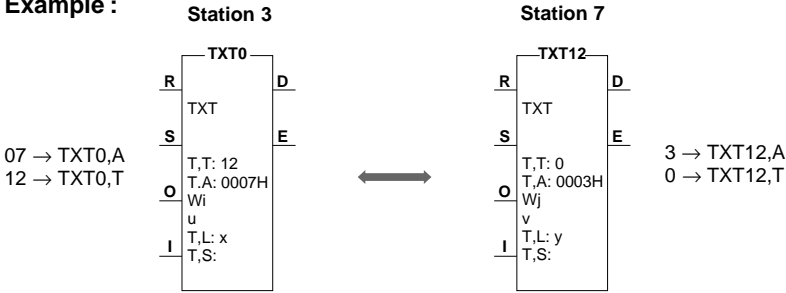 Example :
Station 3
Station 7
07 → TXT0,A
12 → TXT0,T
TXT0
R
D
TXT
S
E
T,T: 12
T.A: 0007H
O
Wi
u
T,L: x
I
T,S:
TXT12
R
D
TXT
S
E
T,T: 0
T,A: 0003H
O
Wj
v
T,L: y
I
T,S:
3 → TXT12,A
0 → TXT12,T